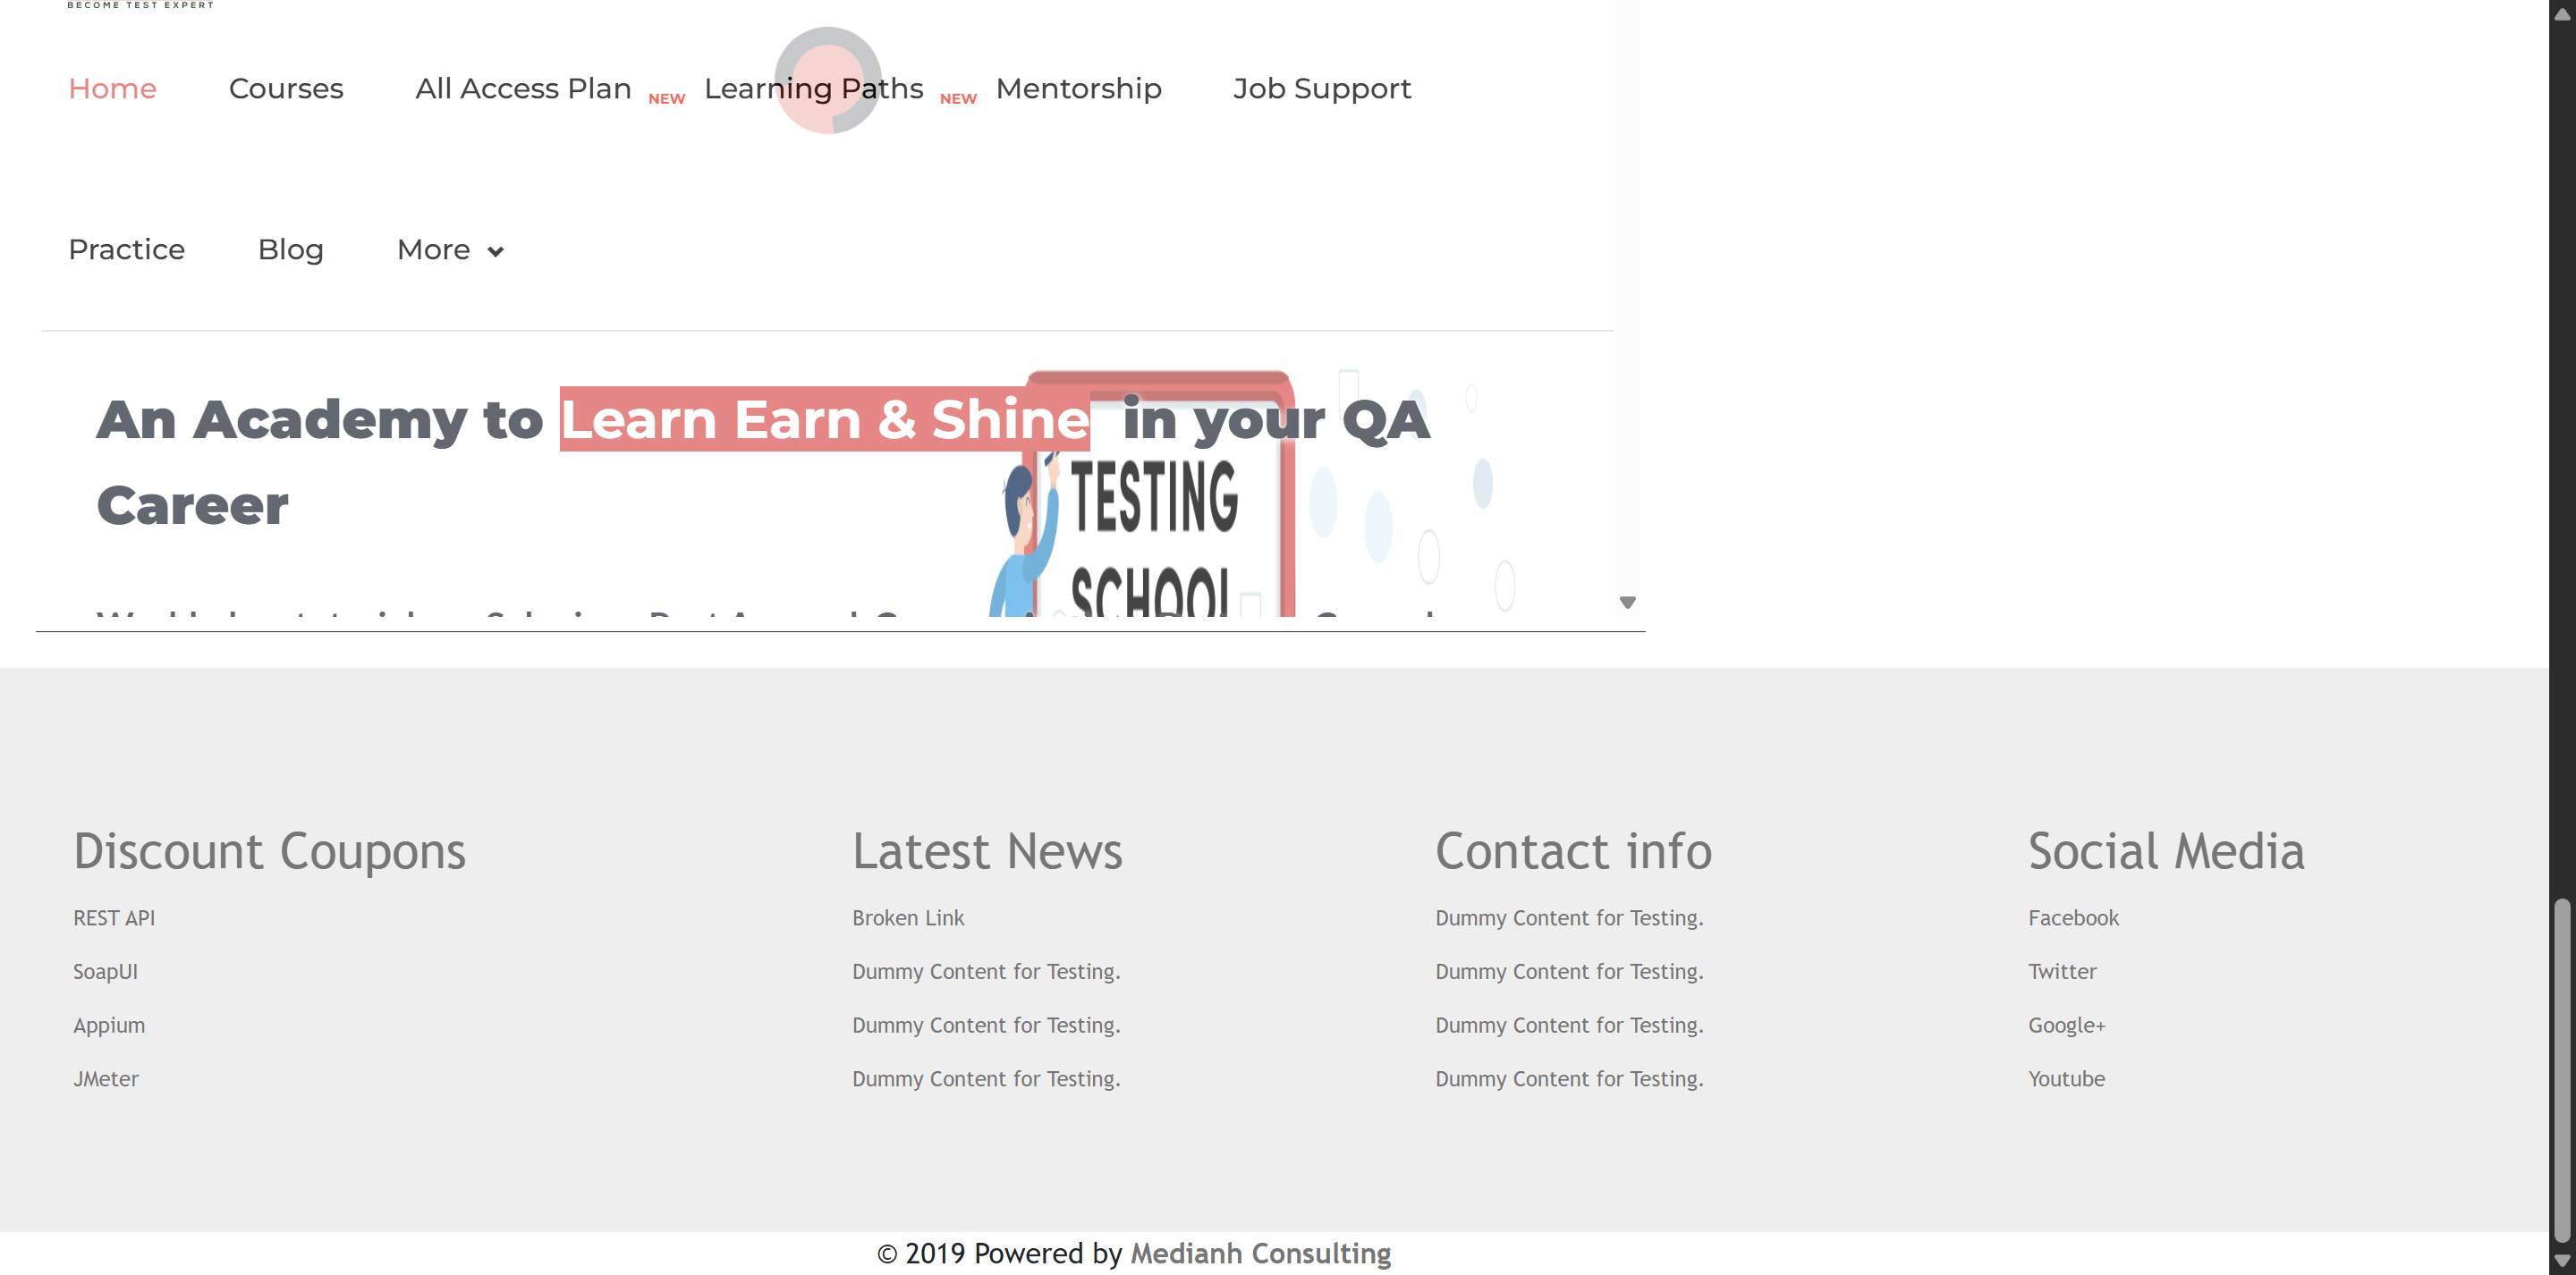 BECOME TEST EXPERT
Home Courses All Access Plan NEW Learning Paths NEW Mentorship Job Support
Practice Blog More
An Academy to Learn Earn & Shine in your QA
Career
TESTING
SCHOOL
Discount Coupons
REST API
SoapUI
Appium
JMeter
Latest News
Broken Link
Dummy Content for Testing.
Dummy Content for Testing.
Dummy Content for Testing.
Contact info
Dummy Content for Testing.
Dummy Content for Testing.
Dummy Content for Testing.
Dummy Content for Testing.
Social Media
Facebook
Twitter
Google+
Youtube
© 2019 Powered by Medianh Consulting